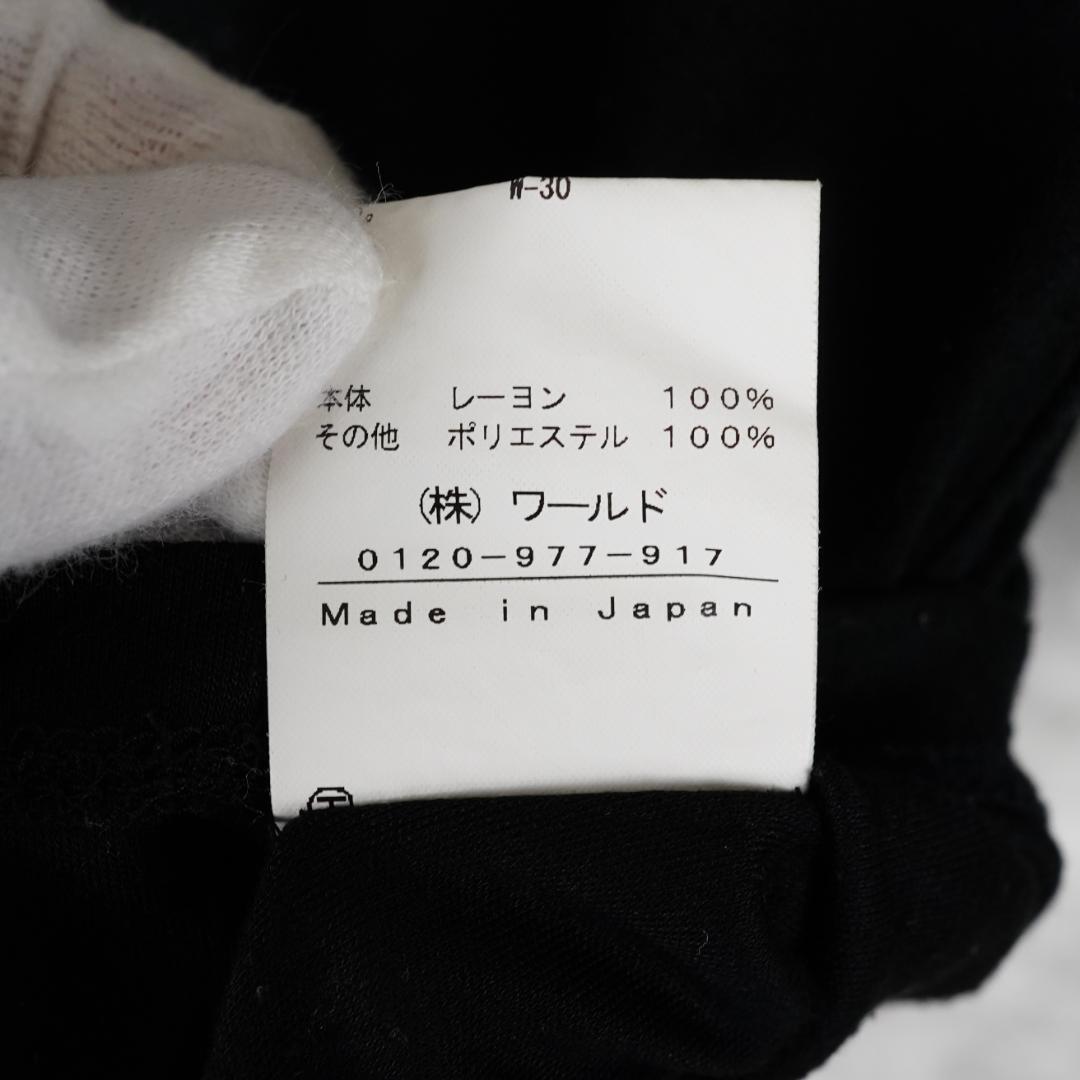 W-30
本体 レーヨン 100%
その他 ポリエステル 100%
(株) ワールド
0120-977-917
Made in Japan